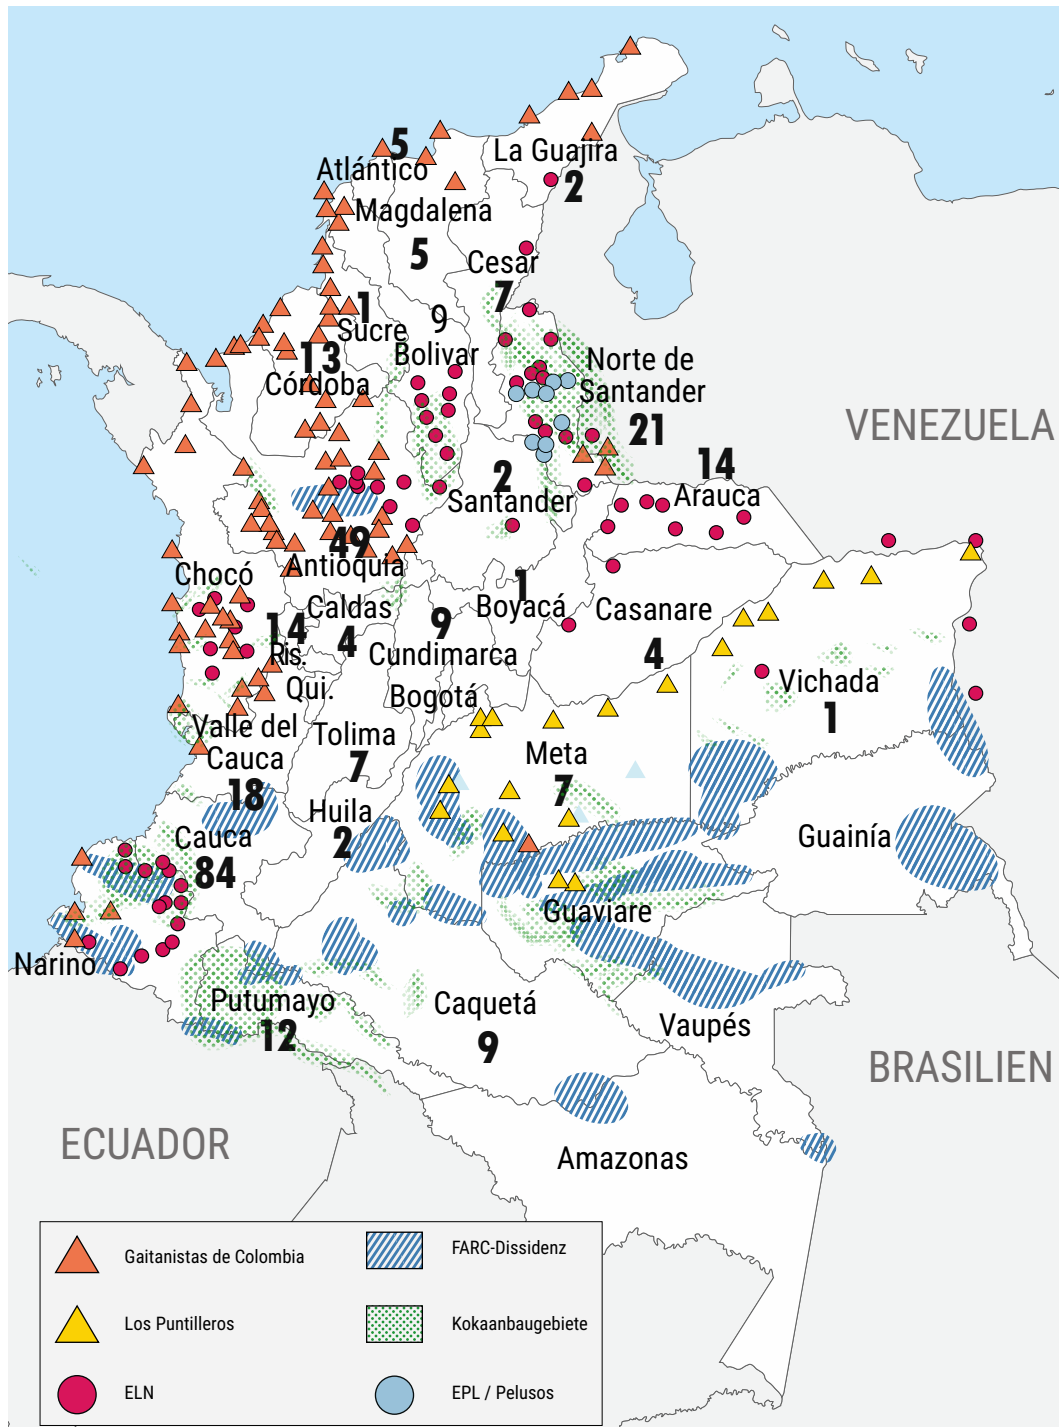 5
Atlántico
La Guajira
2
Magdalena
5
Cesar
7
1
Sucre
9
Bolivar
13
Córdoba
Norte de
Santander
21
VENEZUELA
2
Santander
14
Arauca
49
Antioquia
Chocó
14
Caldas
4
Ris.
Qui.
9
Cundimarca
Bogotá
1
Boyacá
Casanare
4
Vichada
1
Valle del
Cauca
18
Tolima
7
Meta
7
Huila
2
Cauca
84
Guainía
Guaviare
Narino
Putumayo
12
Caquetá
9
Vaupés
BRASILIEN
ECUADOR
Amazonas
Gaitanistas de Colombia
FARC-Dissidenz
Los Puntilleros
Kokaanbaugebiete
ELN
EPL / Pelusos